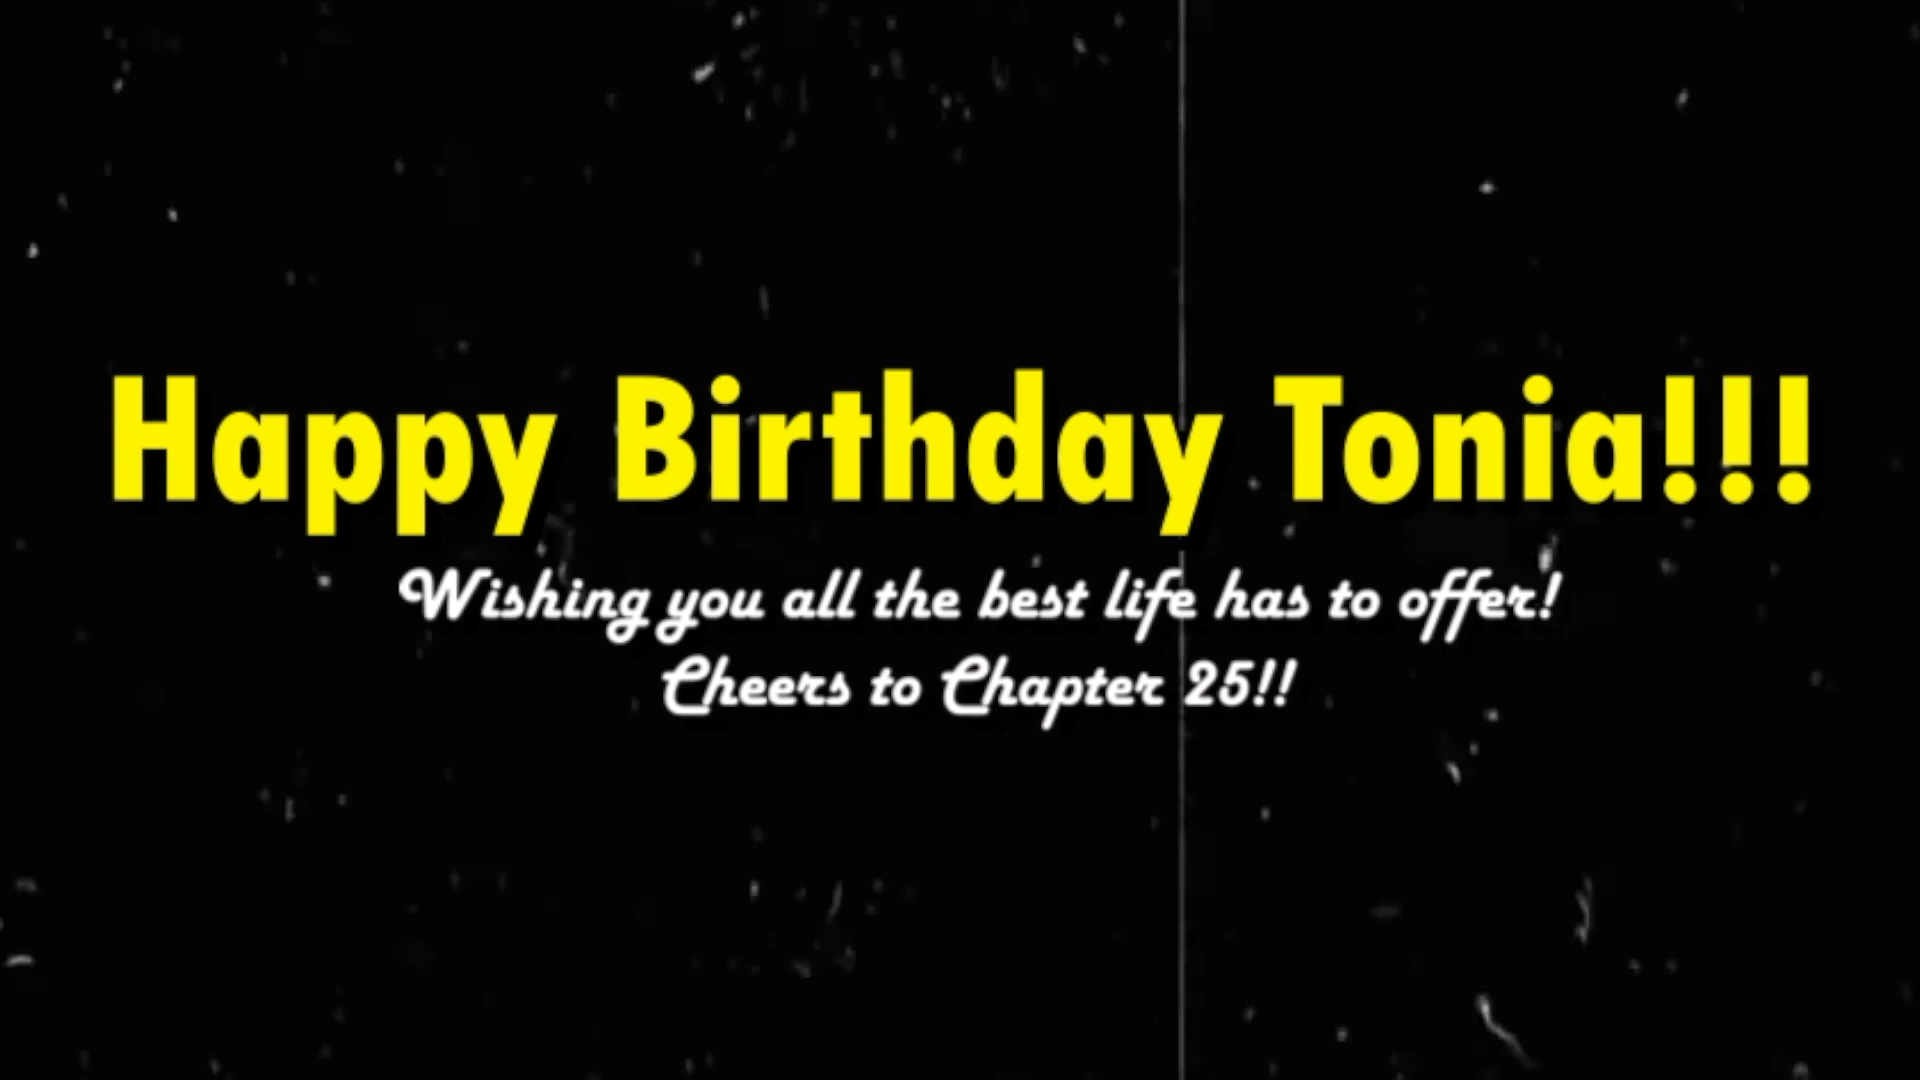 Happy Birthday Tonia!!!
Wishing you all the best life has to offer!
Cheers to Chapter 25!!